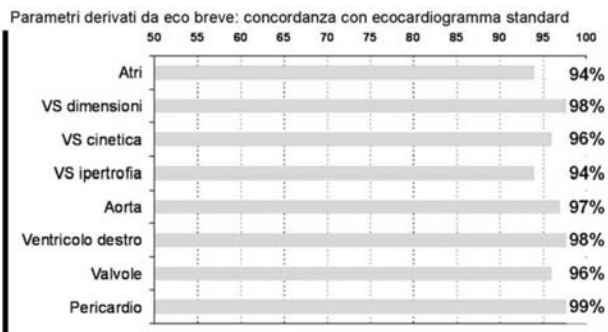 Parametri derivati da eco breve: concordanza con ecocardiogramma standard
50 55 60 65 70 75 80 85 90 95 100
Atri 94%
VS dimensioni 98%
VS cinetica 96%
VS ipertrofia 94%
Aorta 97%
Ventricolo destro 98%
Valvole 96%
Pericardio 99%